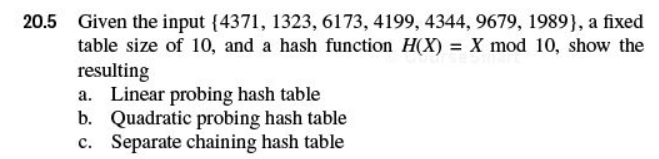 20.5 Given the input {4371, 1323, 6173, 4199, 4344, 9679, 1989}, a fixed
table size of 10, and a hash function H(X) = X mod 10, show the
resulting
a. Linear probing hash table
b. Quadratic probing hash table
c. Separate chaining hash table